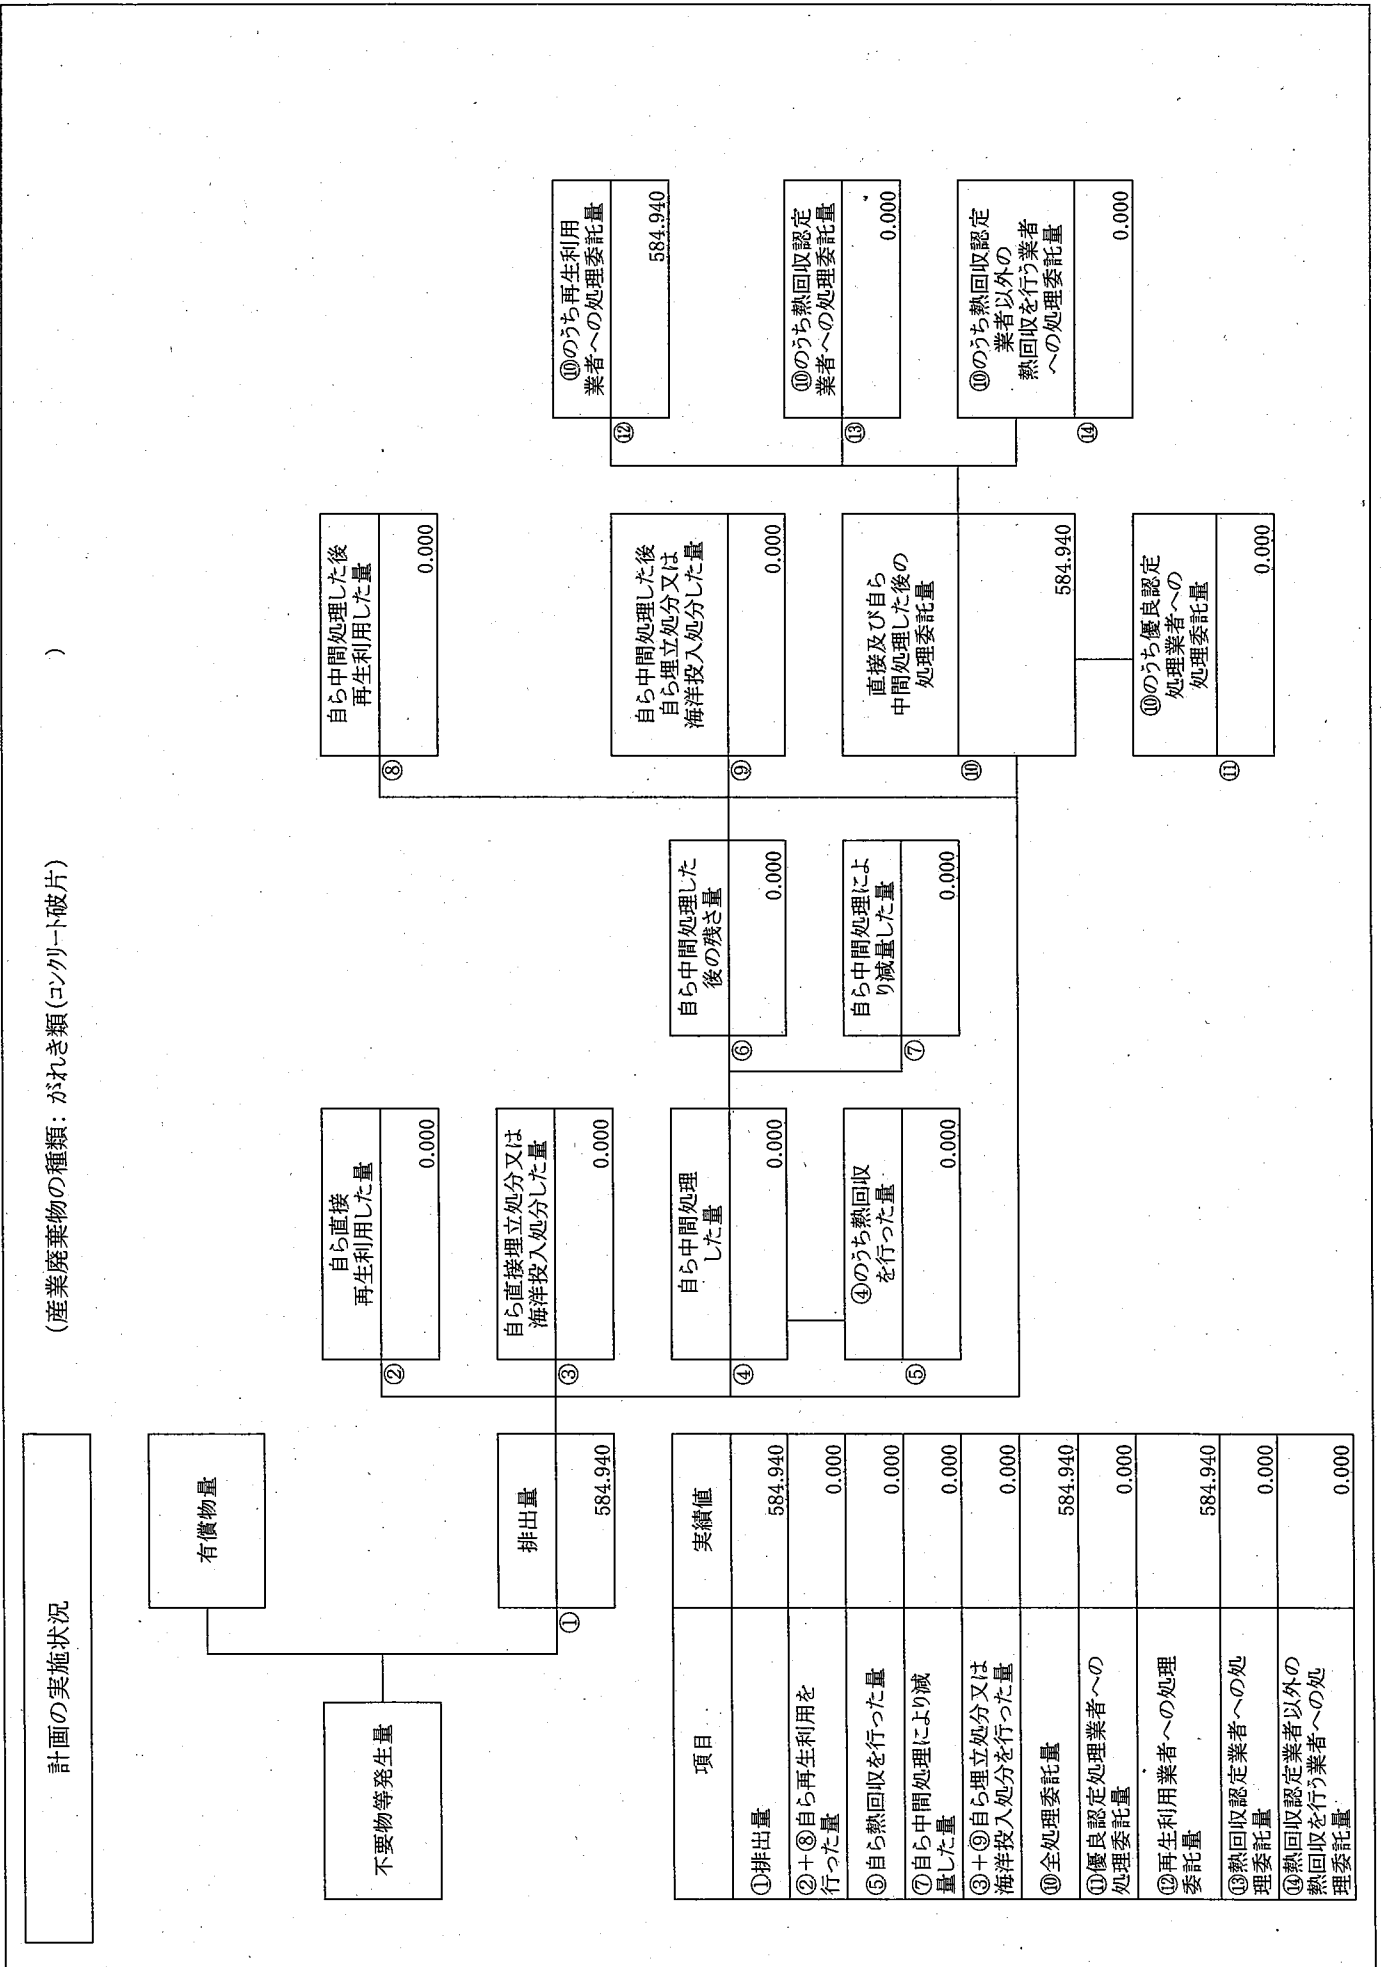 計画の実施状況
(産業廃棄物の種類： がれき類(コンクリート破片)
)
不要物等発生量
有償物量
排出量
①
584.940
自ら直接
再生利用した量
②
0.000
自ら直接埋立処分又は
海洋投入処分した量
③
0.000
自ら中間処理
した量
④
0.000
④のうち熱回収
を行った量
⑤
0.000
自ら中間処理した
後の残さ量
⑥
0.000
自ら中間処理によ
り減量した量
⑦
0.000
自ら中間処理した後
再生利用した量
⑧
0.000
自ら中間処理した後
自ら埋立処分又は
海洋投入処分した量
⑨
0.000
直接及び自ら
中間処理した後の
処理委託量
⑩
584.940
⑩のうち優良認定
処理業者への
処理委託量
⑪
0.000
⑩のうち再生利用
業者への処理委託量
⑫
584.940
⑩のうち熱回収認定
業者への処理委託量
⑬
0.000
⑩のうち熱回収認定
業者以外の
熱回収を行う業者
への処理委託量
⑭
0.000
項目 実績値
①排出量 584.940
②+⑧自ら再生利用を
行った量 0.000
⑤自ら熱回収を行った量 0.000
⑦自ら中間処理により減
量した量 0.000
③+⑨自ら埋立処分又は
海洋投入処分を行った量 0.000
⑩全処理委託量 584.940
⑪優良認定処理業者への
処理委託量 0.000
⑫再生利用業者への処理
委託量 584.940
⑬熱回収認定業者への処
理委託量 0.000
⑭熱回収認定業者以外の
熱回収を行う業者への処
理委託量 0.000